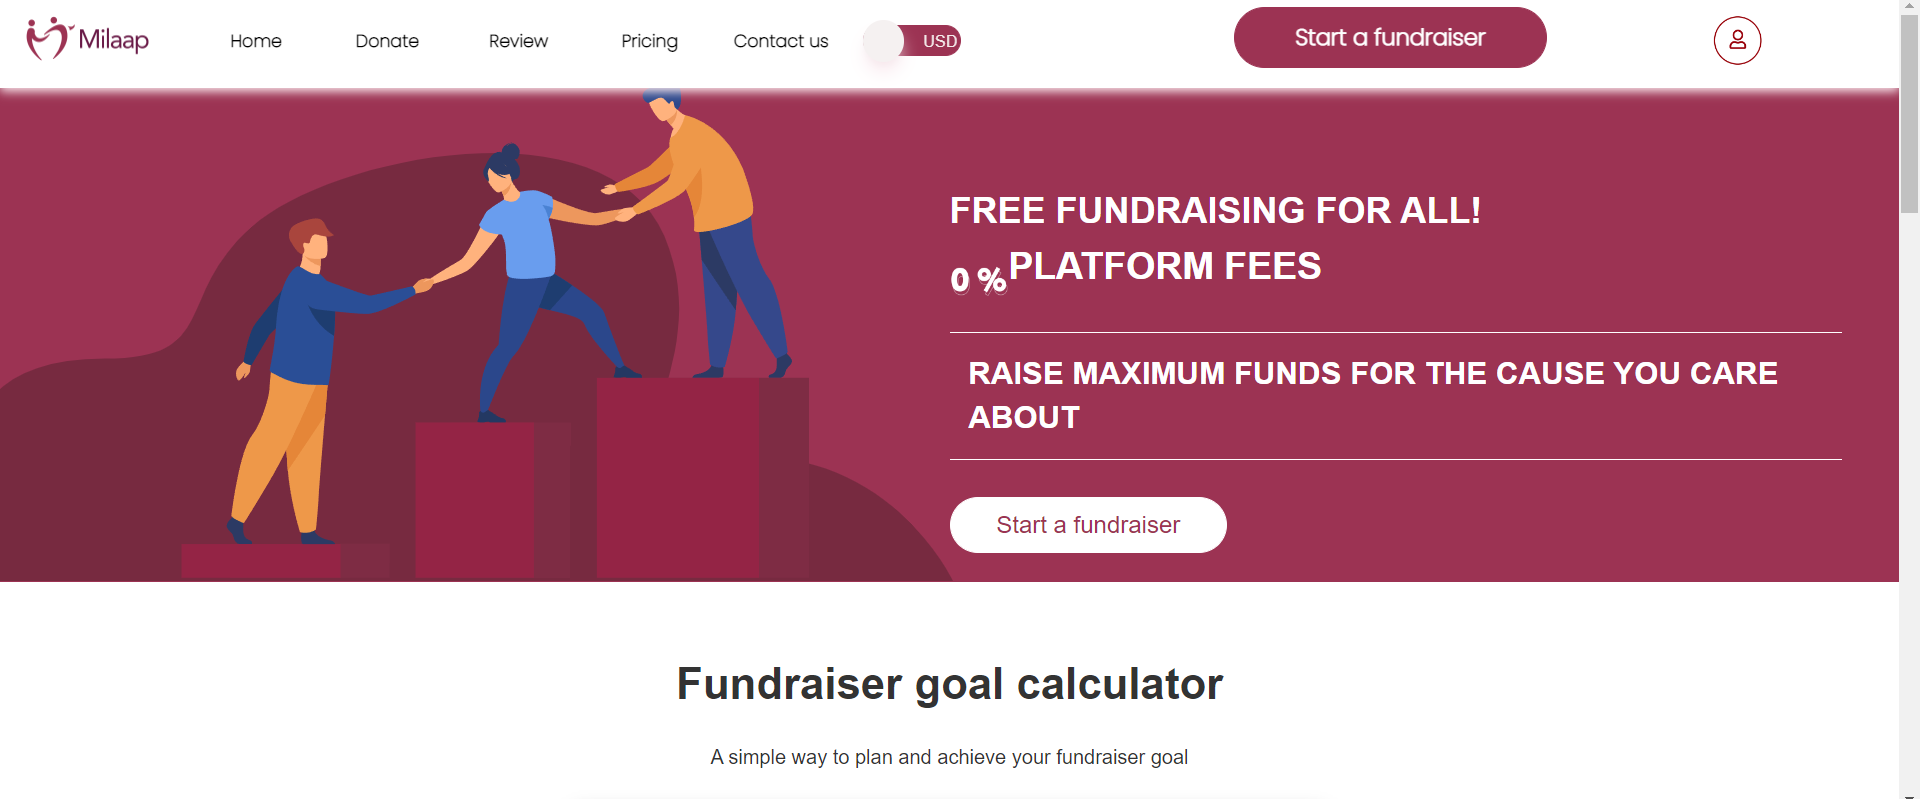 Milaap Home Donate Review Pricing Contact us USD Start a fundraiser
FREE FUNDRAISING FOR ALL!
0 % PLATFORM FEES
RAISE MAXIMUM FUNDS FOR THE CAUSE YOU CARE
ABOUT
Start a fundraiser
Fundraiser goal calculator
A simple way to plan and achieve your fundraiser goal